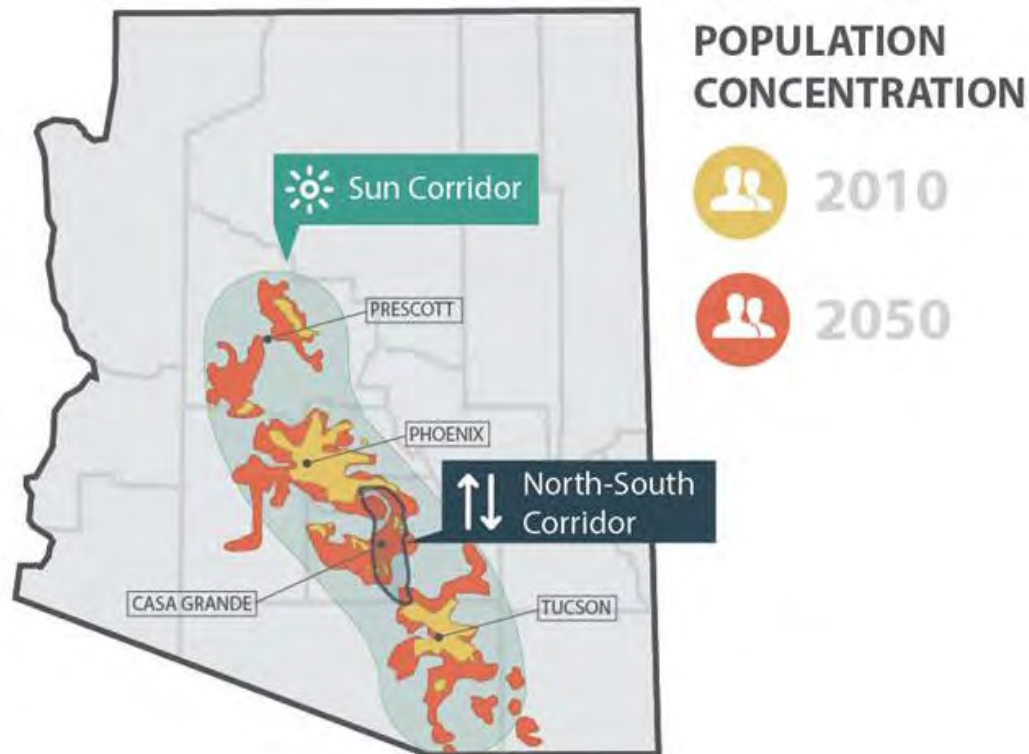 POPULATION
CONCENTRATION
2010
2050
Sun Corridor
PRESCOTT
PHOENIX
North-South
Corridor
CASA GRANDE
TUCSON